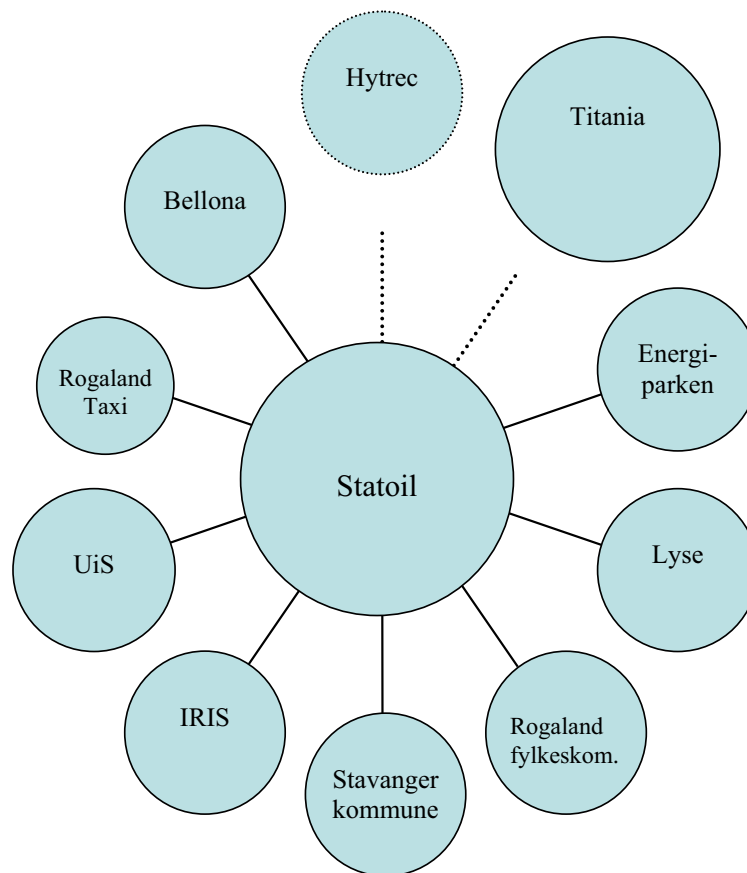 Hytrec
Titania
Bellona
Energi-
parken
Rogaland
Taxi
Statoil
UiS
Lyse
IRIS
Rogaland
fylkeskom.
Stavanger
kommune